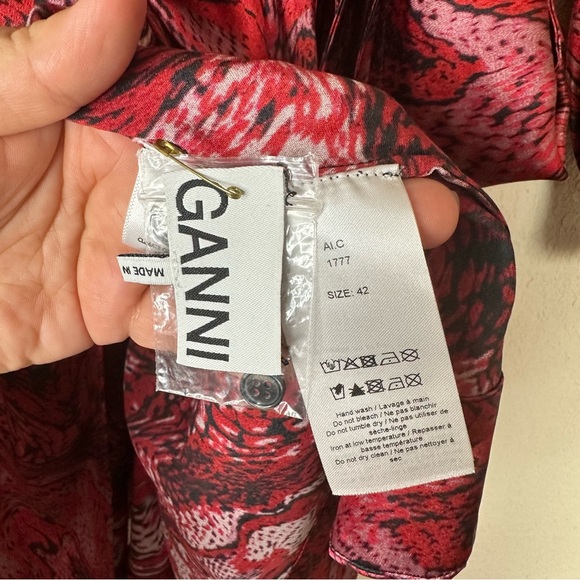 GANNI
MADE IN
AI.C
1777
SIZE: 42
Hand wash / Lavage à main
Do not bleach / Ne pas blanchir
Do not tumble dry / Ne pas utiliser de
sèche-linge
Iron at low temperature / Repasser à
basse température
Do not dry clean / Ne pas nettoyer à
sec